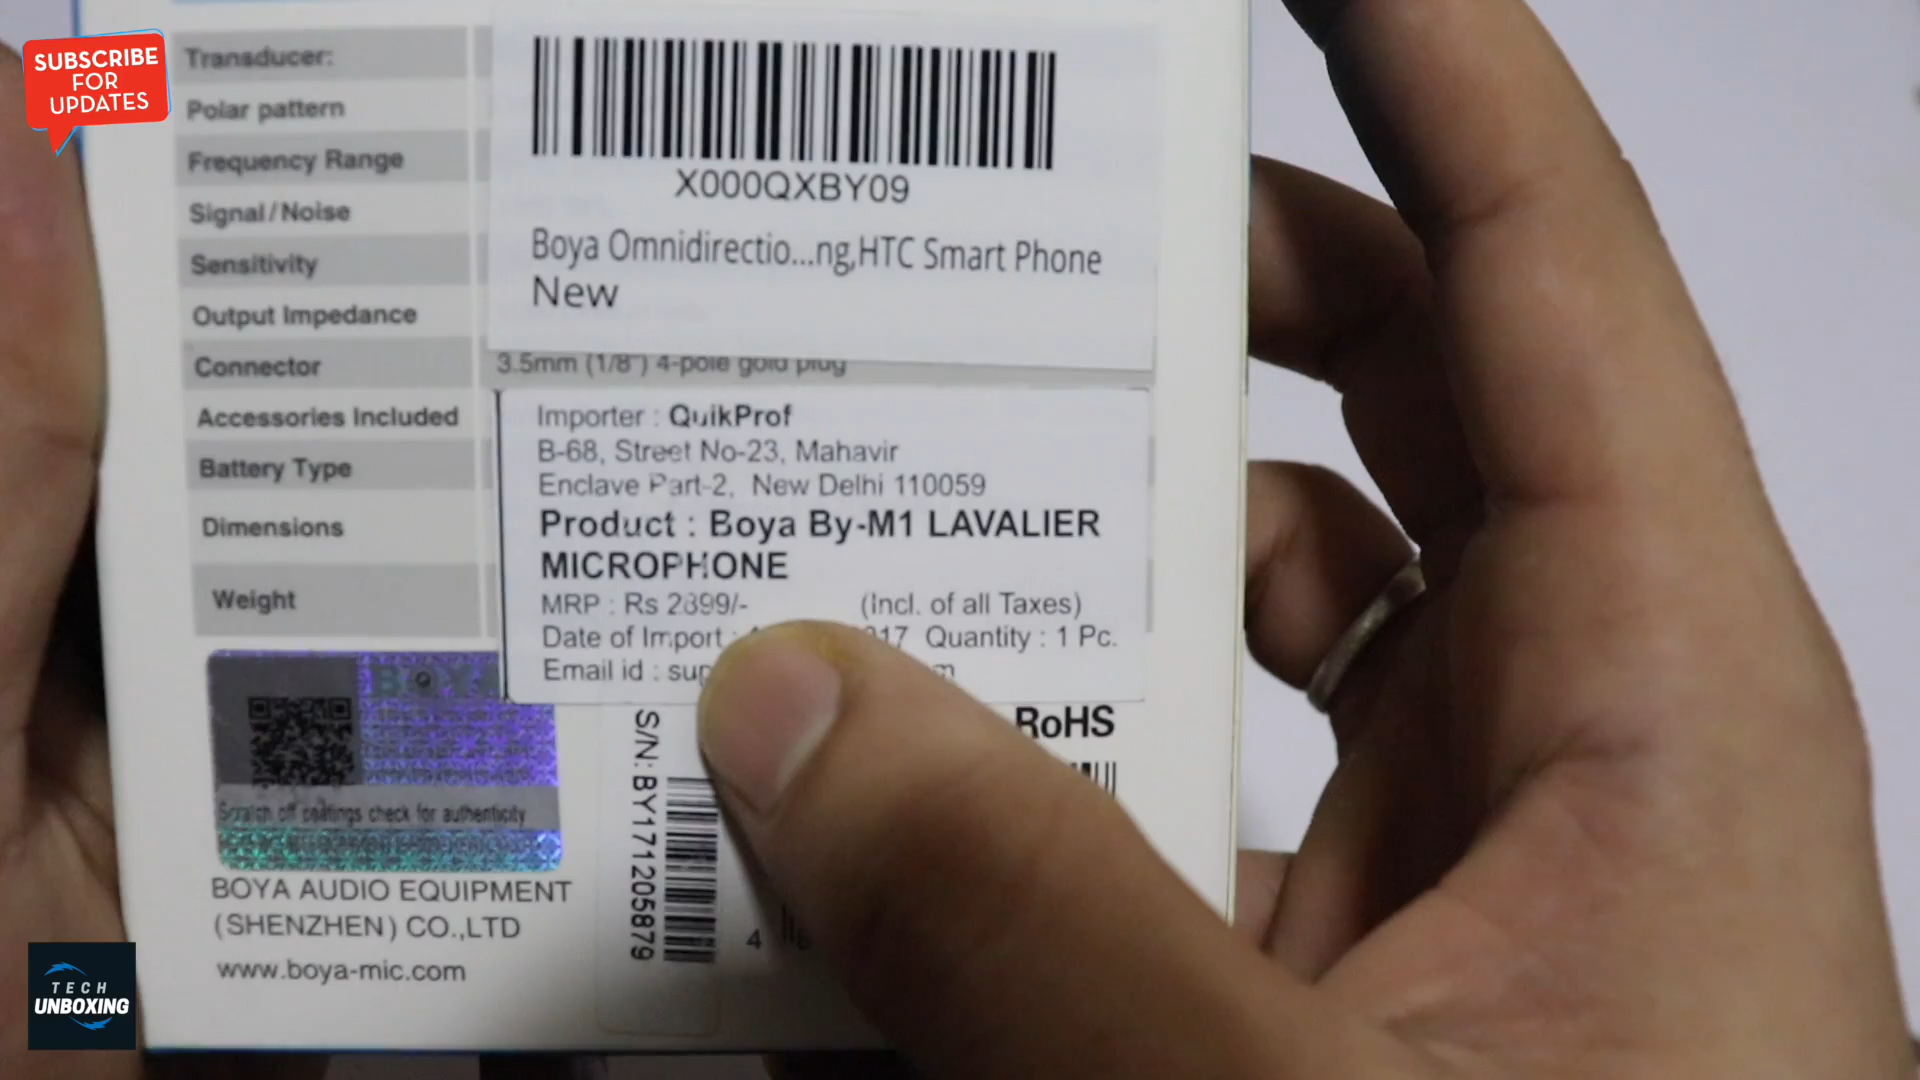 SUBSCRIBE
FOR
UPDATES
Transducer:
Polar pattern
Frequency Range
Signal/Noise
Sensitivity
Output Impedance
Connector
3.5mm (1/8") 4-pole gold plug
Accessories Included
Battery Type
Dimensions
Weight
X000QXBY09
Boya Omnidirectio...ng,HTC Smart Phone
New
Importer : QuikProf
B-68, Street No-23, Mahavir
Enclave Part-2, New Delhi 110059
Product : Boya By-M1 LAVALIER
MICROPHONE
MRP : Rs 2899/- (Incl. of all Taxes)
Date of Import : Quantity : 1 Pc.
Email id :
BOYA
Scratch off coatings check for authenticity
BOYA AUDIO EQUIPMENT
(SHENZHEN) CO.,LTD
www.boya-mic.com
S/N: BY171205879
RoHS
TECH
UNBOXING